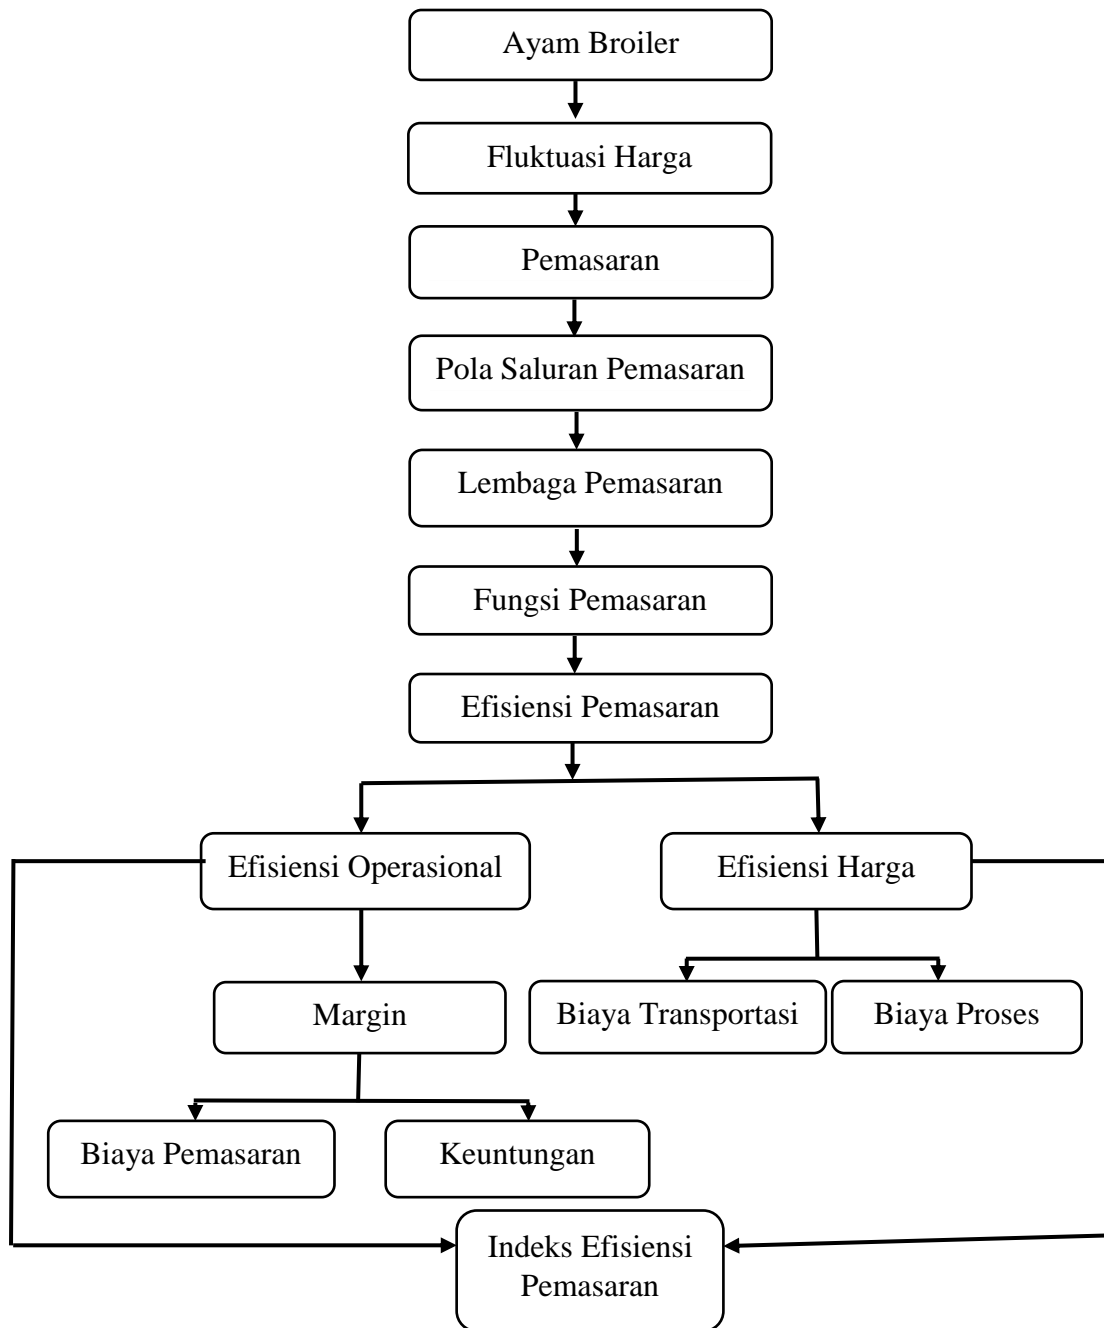 Ayam Broiler
Fluktuasi Harga
Pemasaran
Pola Saluran Pemasaran
Lembaga Pemasaran
Fungsi Pemasaran
Efisiensi Pemasaran
Efisiensi Operasional
Efisiensi Harga
Margin
Biaya Transportasi
Biaya Proses
Biaya Pemasaran
Keuntungan
Indeks Efisiensi
Pemasaran